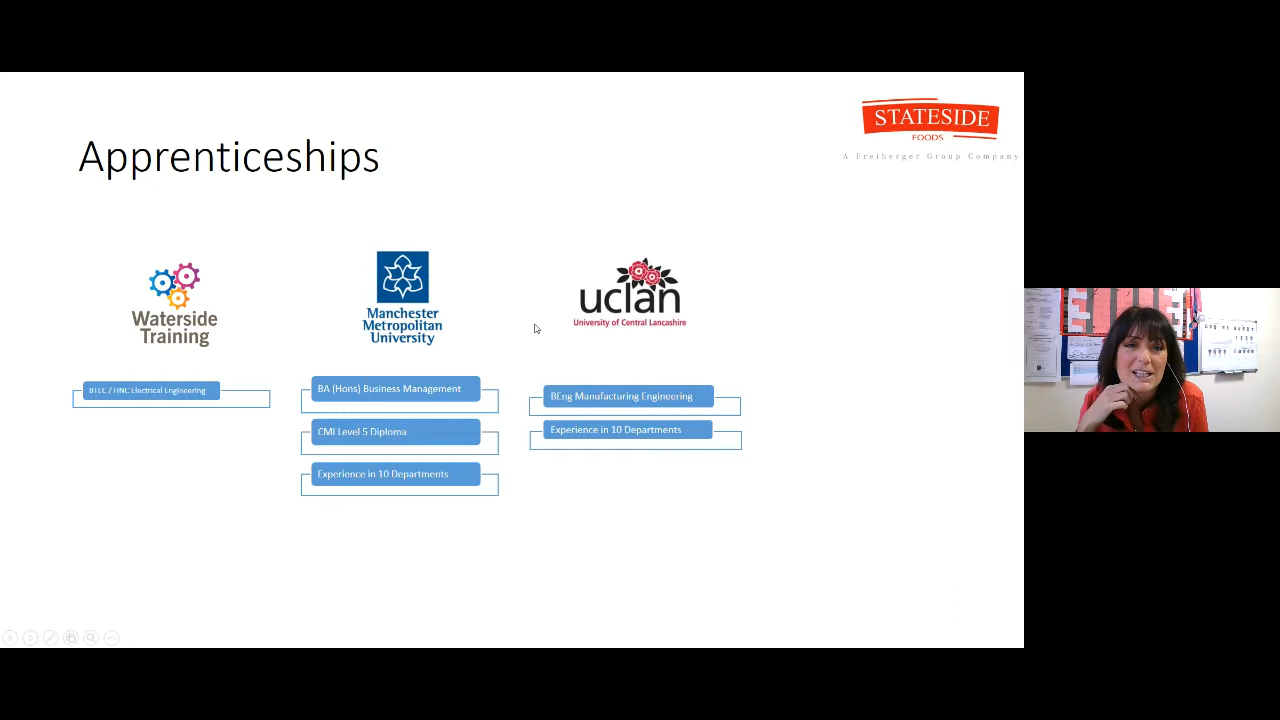 STATESIDE
FOODS
A Freiberger Group Company
Apprenticeships
Waterside
Training
Manchester
Metropolitan
University
uclan
University of Central Lancashire
BTEC / HNC Electrical Engineering
BA (Hons) Business Management
CMI Level 5 Diploma
Experience in 10 Departments
BEng Manufacturing Engineering
Experience in 10 Departments